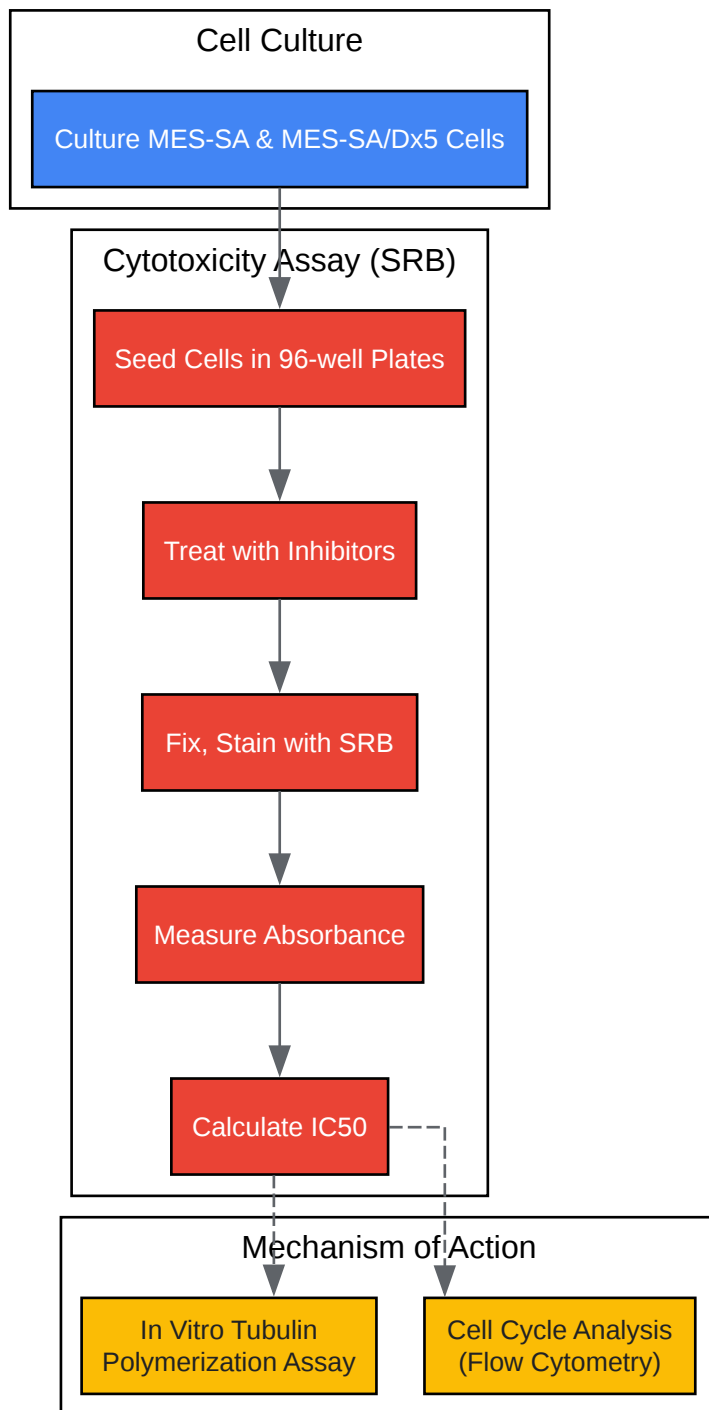 Cell Culture
Culture MES-SA & MES-SA/Dx5 Cells
Cytotoxicity Assay (SRB)
Seed Cells in 96-well Plates
Treat with Inhibitors
Fix, Stain with SRB
Measure Absorbance
Calculate IC50
Mechanism of Action
In Vitro Tubulin
Polymerization Assay
Cell Cycle Analysis
(Flow Cytometry)